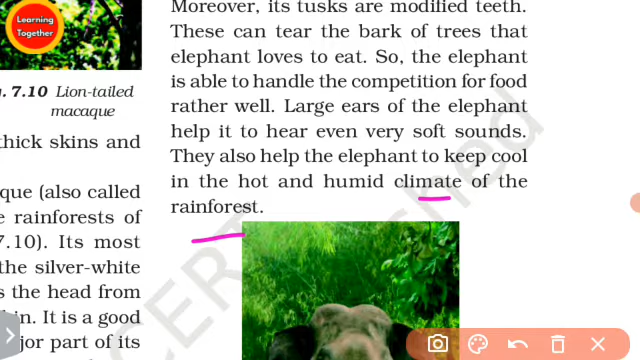 Learning
Together
7.10 Lion-tailed
macaque
thick skins and
que (also called
e rainforests of
7.10). Its most
the silver-white
s the head from
in. It is a good
jor part of its
Moreover, its tusks are modified teeth.
These can tear the bark of trees that
elephant loves to eat. So, the elephant
is able to handle the competition for food
rather well. Large ears of the elephant
help it to hear even very soft sounds.
They also help the elephant to keep cool
in the hot and humid climate of the
rainforest.